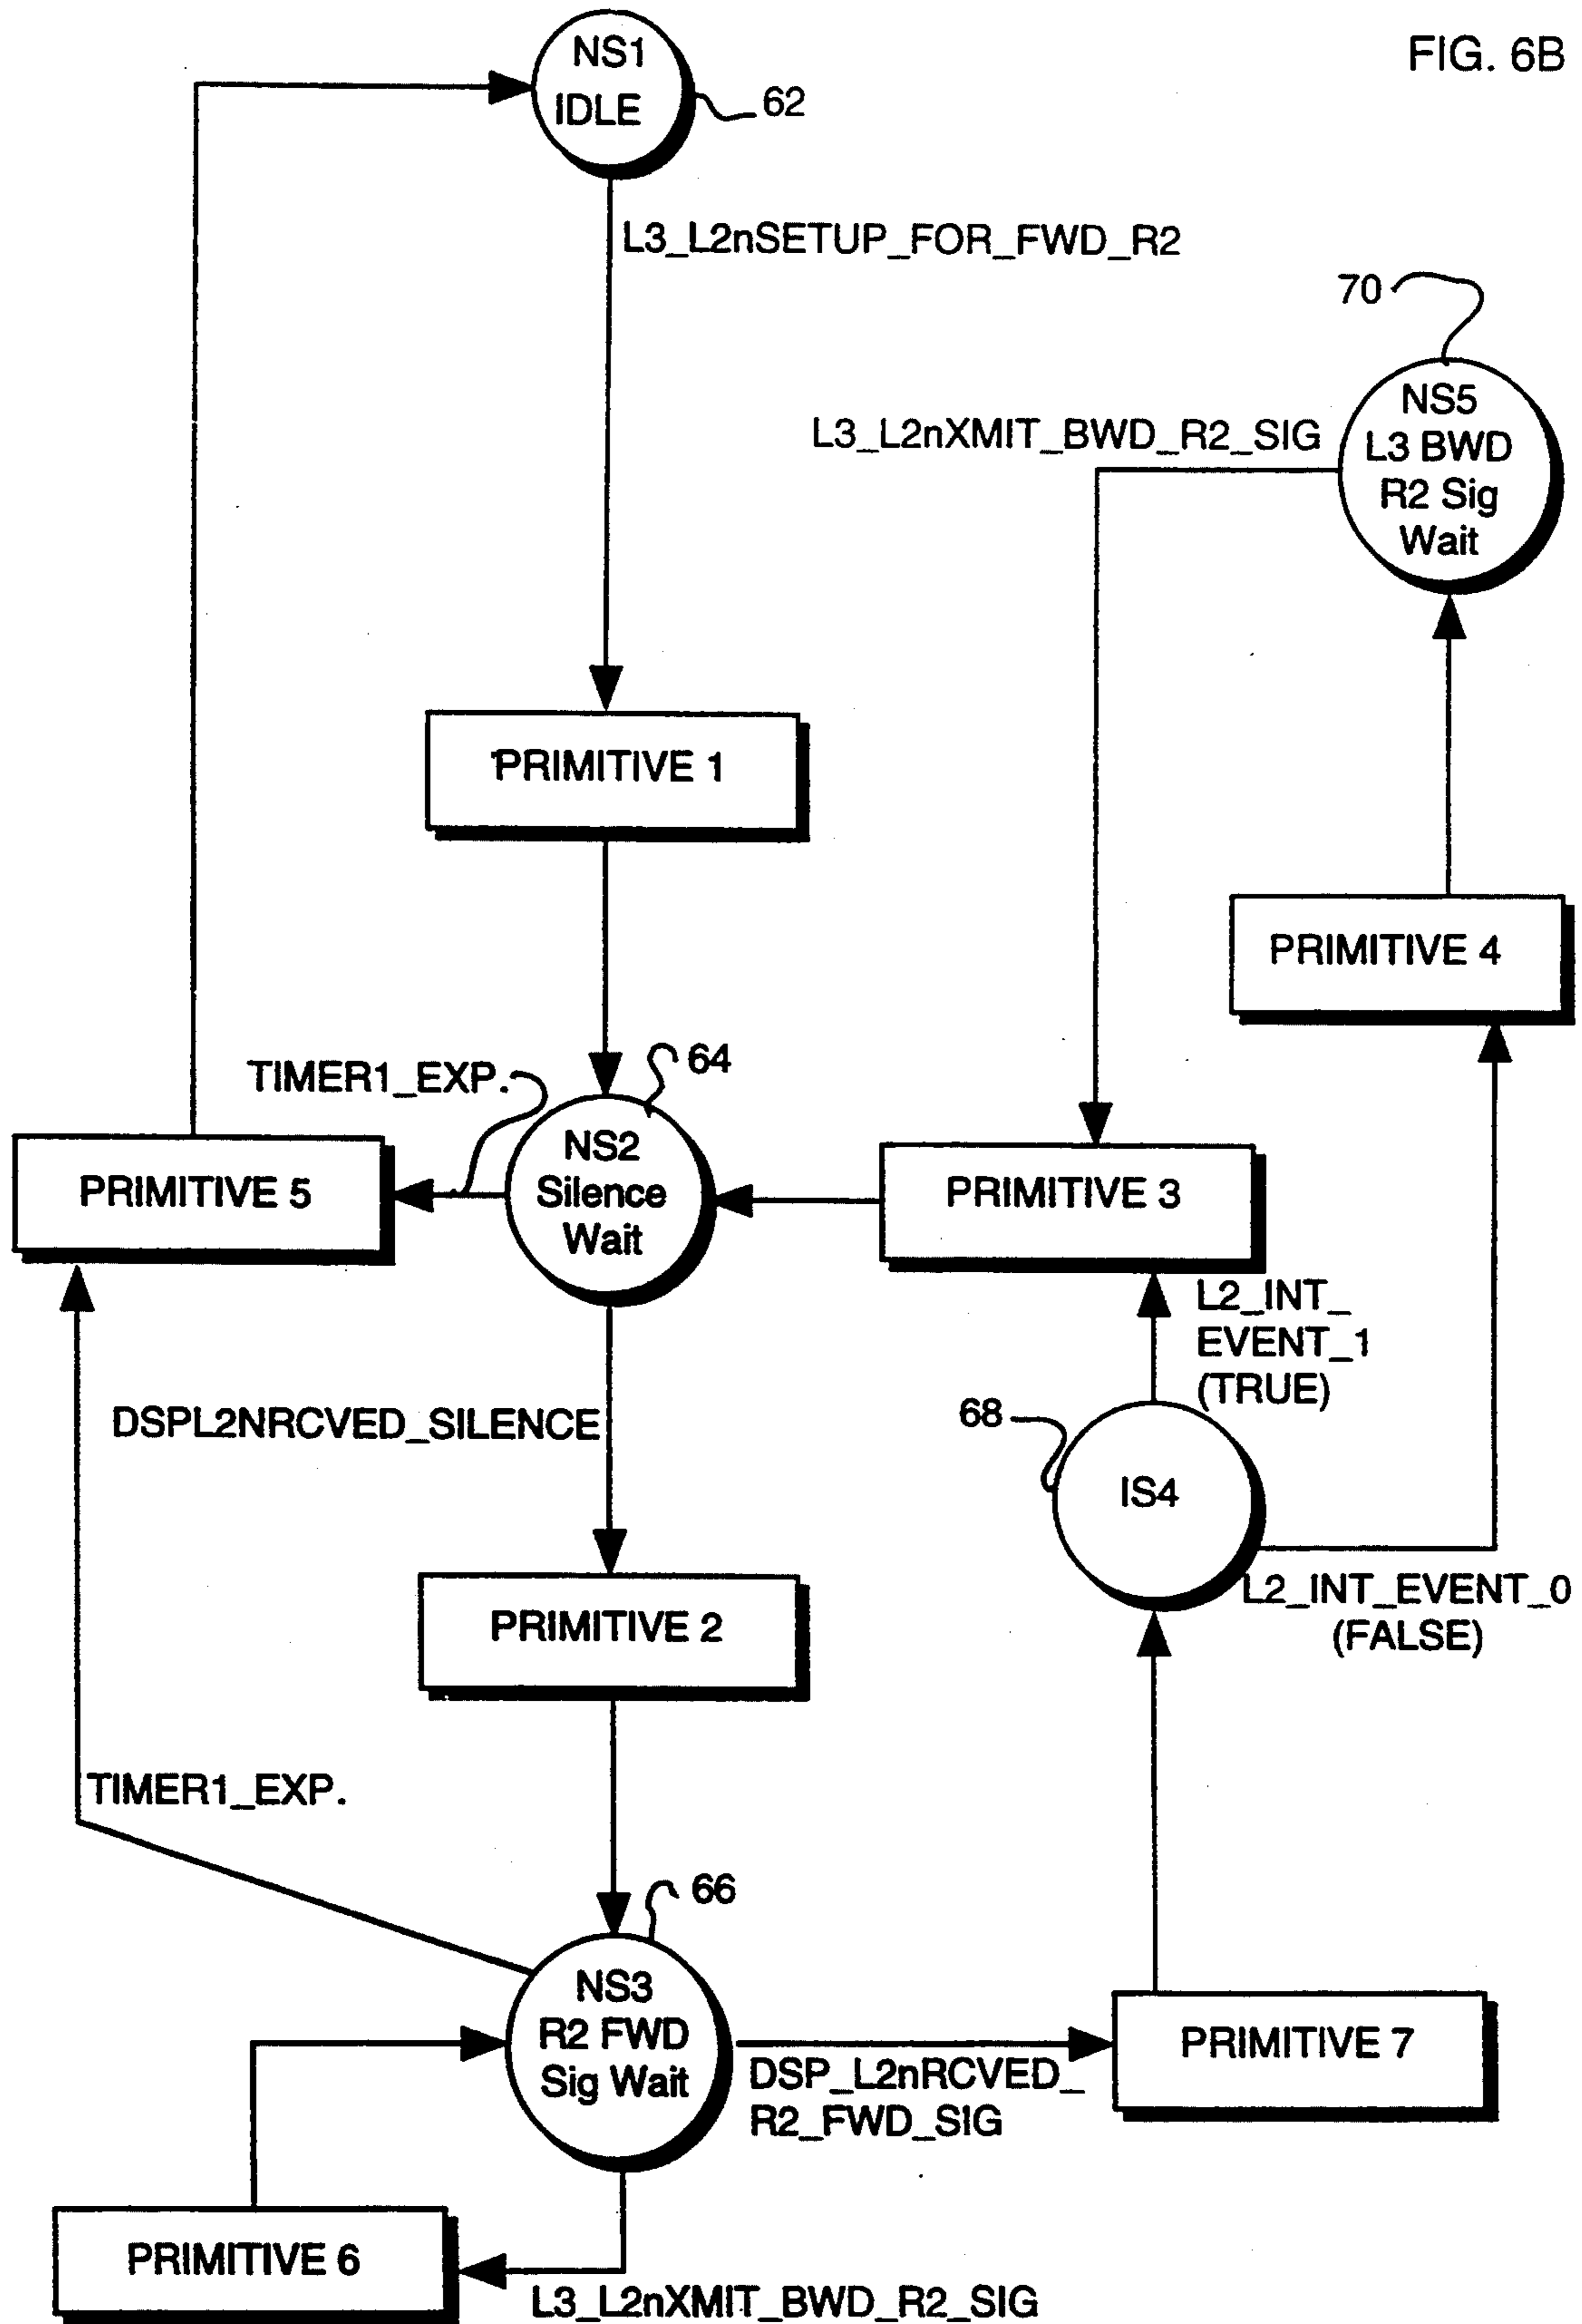 FIG. 6B
NS1
IDLE
62
L3_L2nSETUP_FOR_FWD_R2
70
NS5
L3 BWD
R2 Sig
Wait
L3_L2nXMIT_BWD_R2_SIG
PRIMITIVE 1
PRIMITIVE 4
TIMER1_EXP.
64
NS2
Silence
Wait
PRIMITIVE 5
PRIMITIVE 3
L2_INT_
EVENT_1
(TRUE)
DSPL2NRCVED_SILENCE
68
IS4
L2_INT_EVENT_0
(FALSE)
PRIMITIVE 2
TIMER1_EXP.
66
NS3
R2 FWD
Sig Wait
DSP_L2nRCVED_
R2_FWD_SIG
PRIMITIVE 7
PRIMITIVE 6
L3_L2nXMIT_BWD_R2_SIG